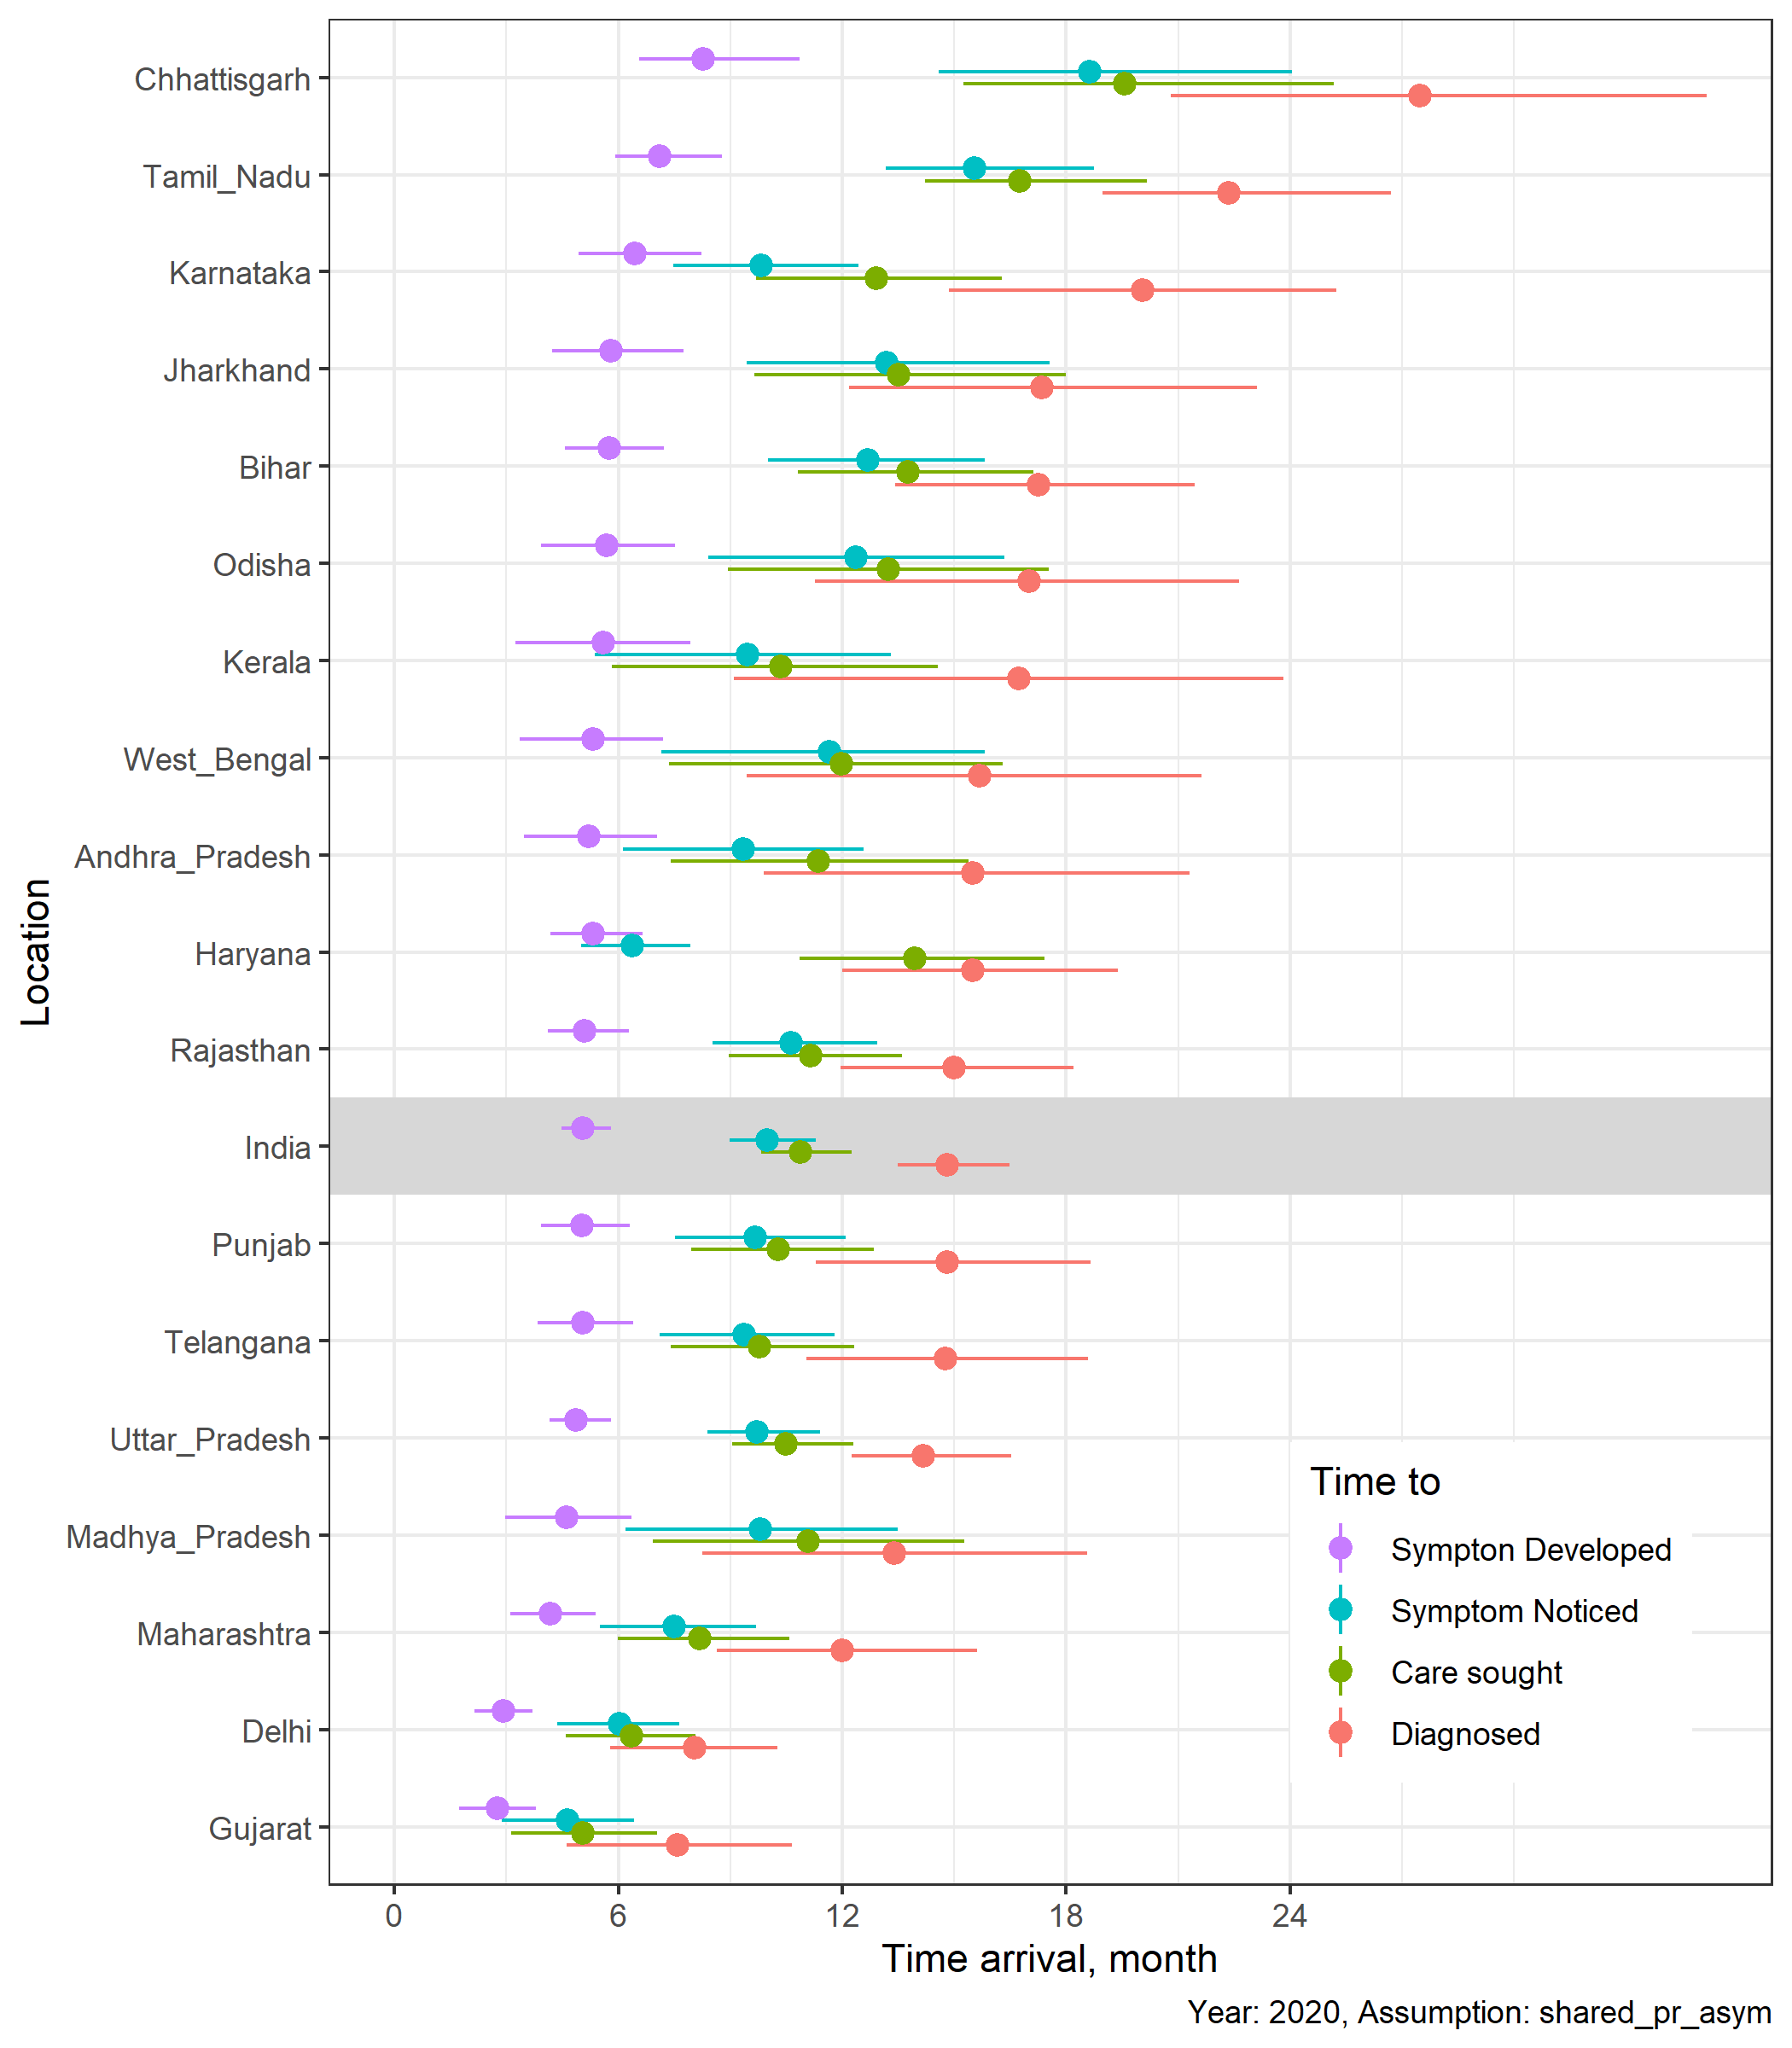 Chhattisgarh
Tamil_Nadu
Karnataka
Jharkhand
Bihar
Odisha
Kerala
West_Bengal
Andhra_Pradesh
Haryana
Rajasthan
India
Punjab
Telangana
Uttar_Pradesh
Madhya_Pradesh
Maharashtra
Delhi
Gujarat
Location
Time to
Sympton Developed
Symptom Noticed
Care sought
Diagnosed
0 6 12 18 24
Time arrival, month
Year: 2020, Assumption: shared_pr_asym